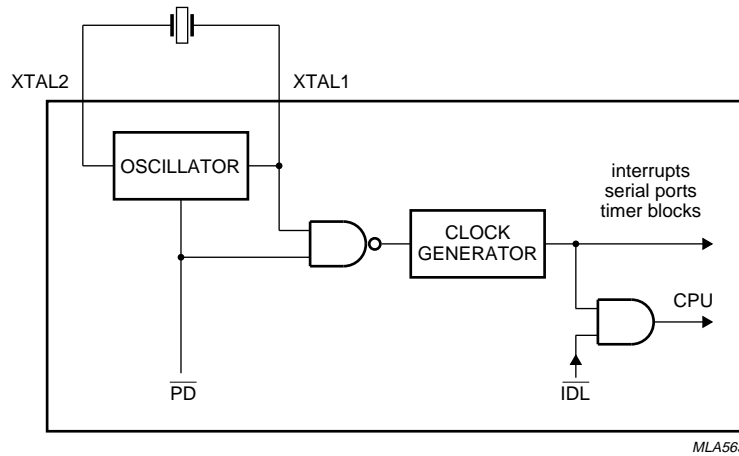 XTAL2
XTAL1
OSCILLATOR
interrupts
serial ports
timer blocks
CLOCK
GENERATOR
CPU
PD
IDL